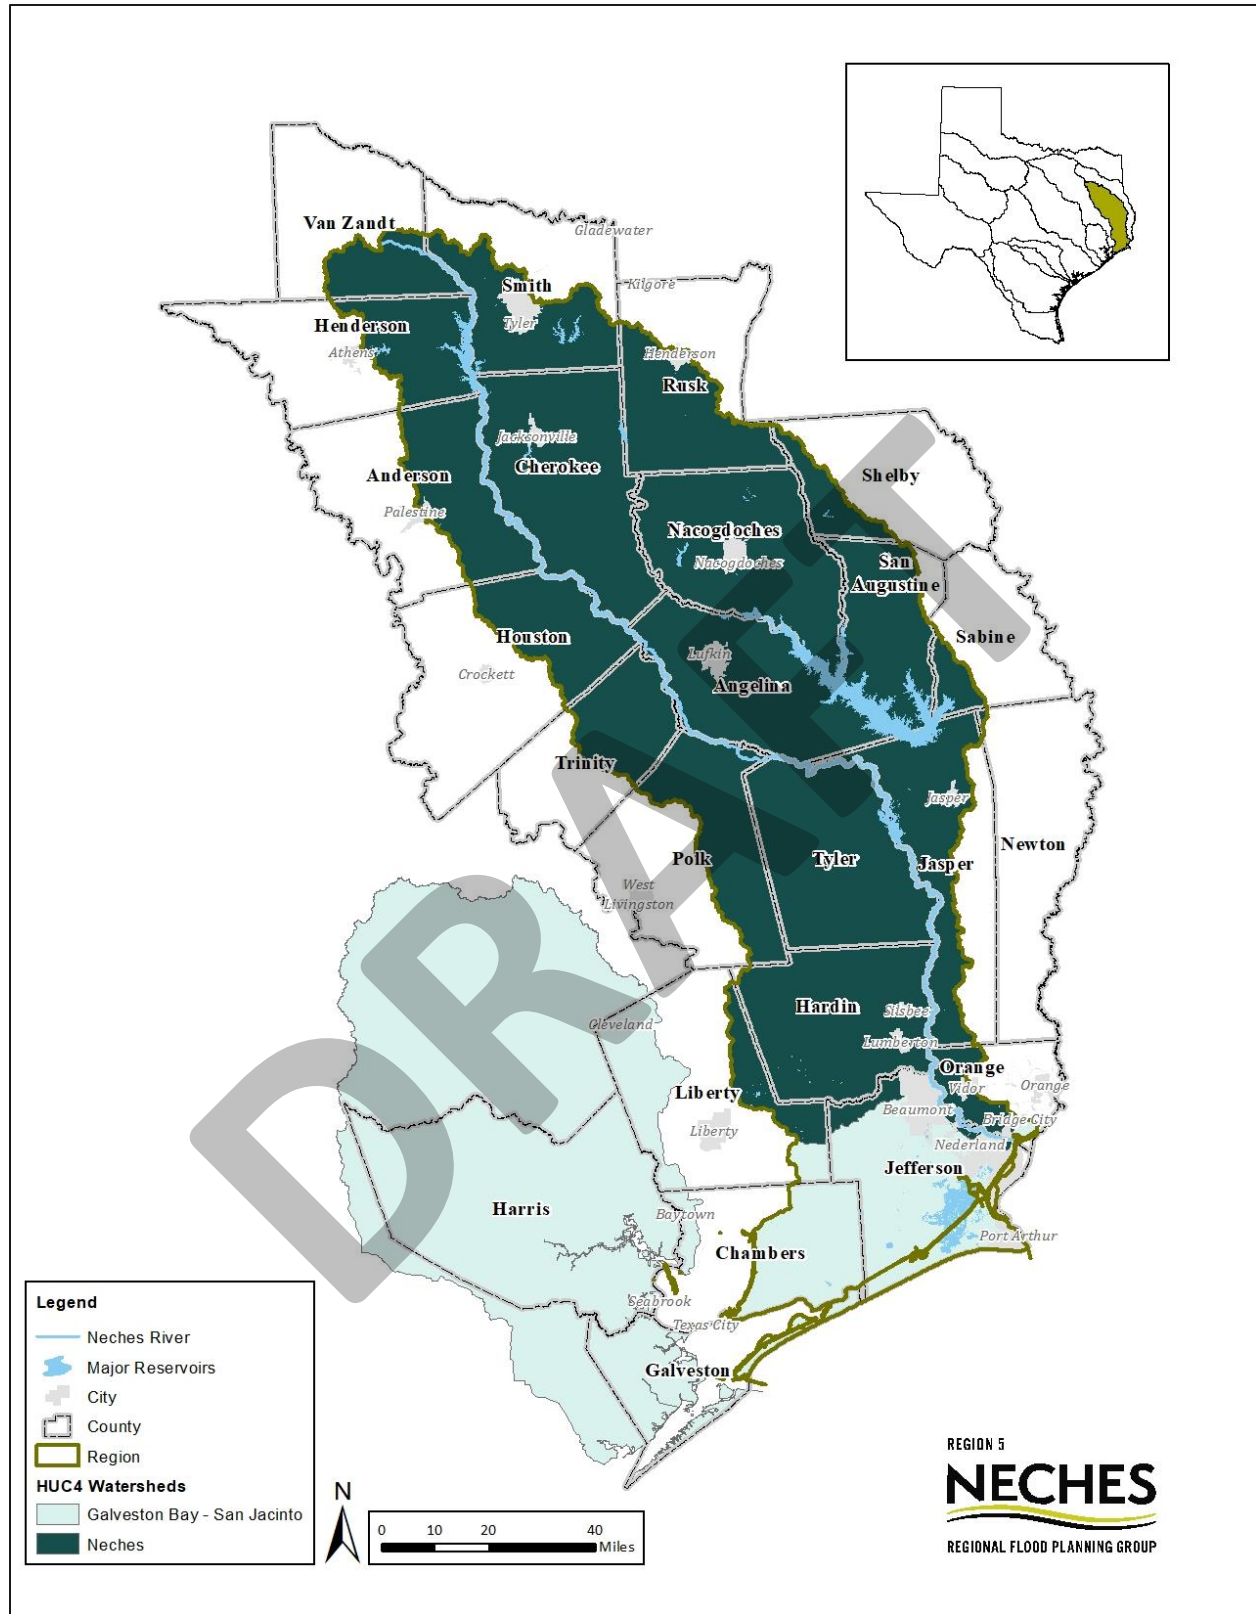 Van Zandt
Gladewater
Smith
Kilgore
Tyler
Henderson
Athens
Henderson
Rusk
Jacksonville
Cherokee
Anderson
Palestine
Shelby
Nacogdoches
Nacogdoches
San
Augustine
Houston
Sabine
Crockett
Lufkin
Angelina
Trinity
Jasper
Newton
Polk
Tyler
Jasper
West
Livingston
Hardin
Silsbee
Cleveland
Lumberton
Orange
Vidor
Orange
Liberty
Beaumont
Bridge City
Liberty
Nederland
Jefferson
Harris
Baytown
Port Arthur
Chambers
Seabrook
Texas City
Galveston
DRAFT
Legend
Neches River
Major Reservoirs
City
County
Region
HUC4 Watersheds
Galveston Bay - San Jacinto
Neches
N
0 10 20 40
Miles
REGION 5
NECHES
REGIONAL FLOOD PLANNING GROUP